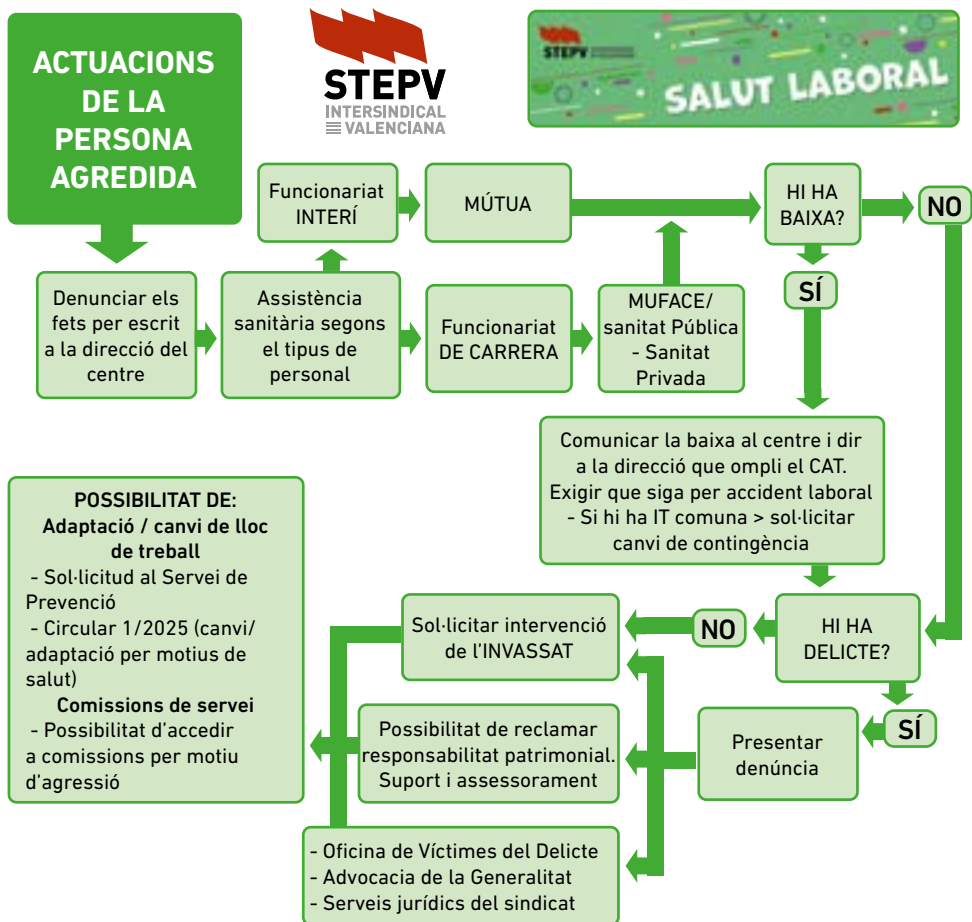 ACTUACIONS
DE LA
PERSONA
AGREDIDA
STEPV
INTERSINDICAL
VALENCIANA
STEPV
SALUT LABORAL
Funcionariat
INTERÍ
MÚTUA
HI HA
BAIXA?
NO
SÍ
Denunciar els
fets per escrit
a la direcció del
centre
Assistència
sanitària segons
el tipus de
personal
Funcionariat
DE CARRERA
MUFACE/
sanitat Pública
- Sanitat
Privada
Comunicar la baixa al centre i dir
a la direcció que ompli el CAT.
Exigir que siga per accident laboral
- Si hi ha IT comuna > sol·licitar
canvi de contingència
POSSIBILITAT DE:
Adaptació / canvi de lloc
de treball
- Sol·licitud al Servei de
Prevenció
- Circular 1/2025 (canvi/
adaptació per motius de
salut)
Comissions de servei
- Possibilitat d'accedir
a comissions per motiu
d'agressió
Sol·licitar intervenció
de l'INVASSAT
NO
HI HA
DELICTE?
SÍ
Possibilitat de reclamar
responsabilitat patrimonial.
Suport i assessorament
Presentar
denúncia
- Oficina de Víctimes del Delicte
- Advocacia de la Generalitat
- Serveis jurídics del sindicat